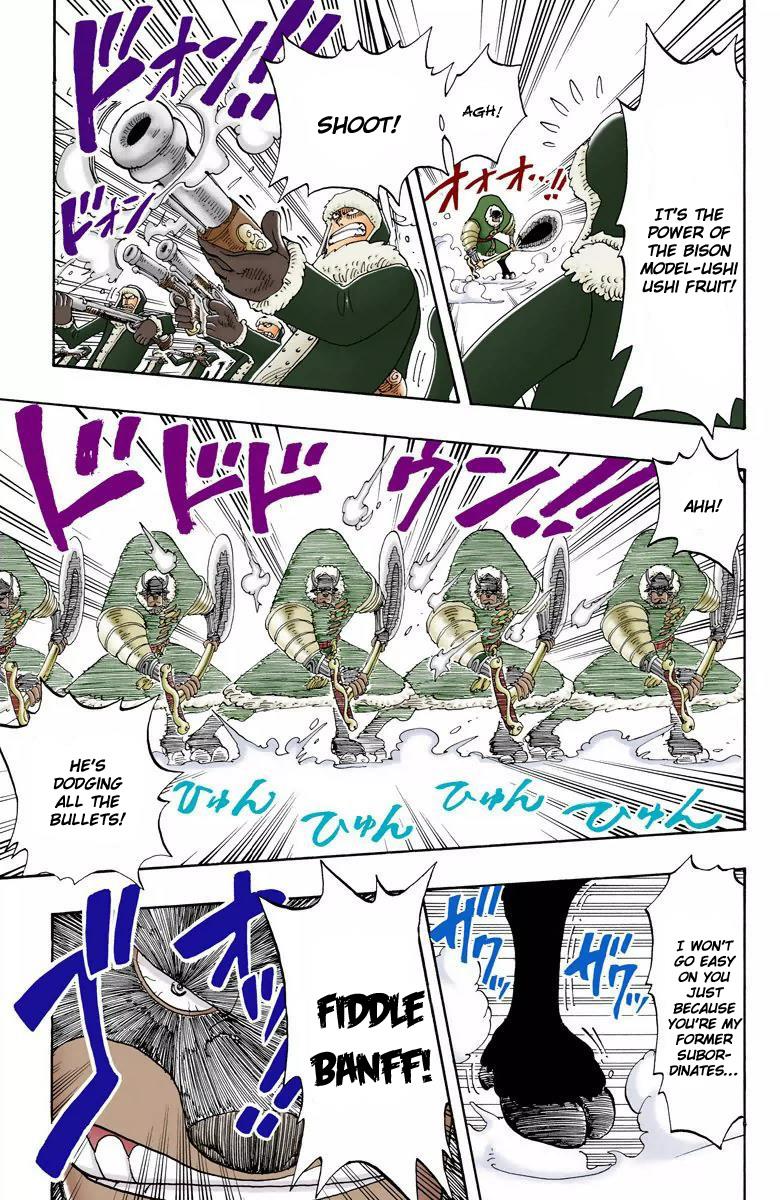 IT'S THE
POWER OF
THE BISON
MODEL-USHI
USHI FRUIT!
オオオ…!!
AGH!
SHOOT!
ドオン!!
ドオン
AHH!
ドドドウン!!!
HE'S
DODGING
ALL THE
BULLETS!
ひゅん
ひゅん
ひゅん
ひゅん
I WON'T
GO EASY
ON YOU
JUST
BECAUSE
YOU'RE MY
FORMER
SUBOR-
DINATES...
ザワッ
ザワッ
FIDDLE
BANFF!
ゴオオッ!!